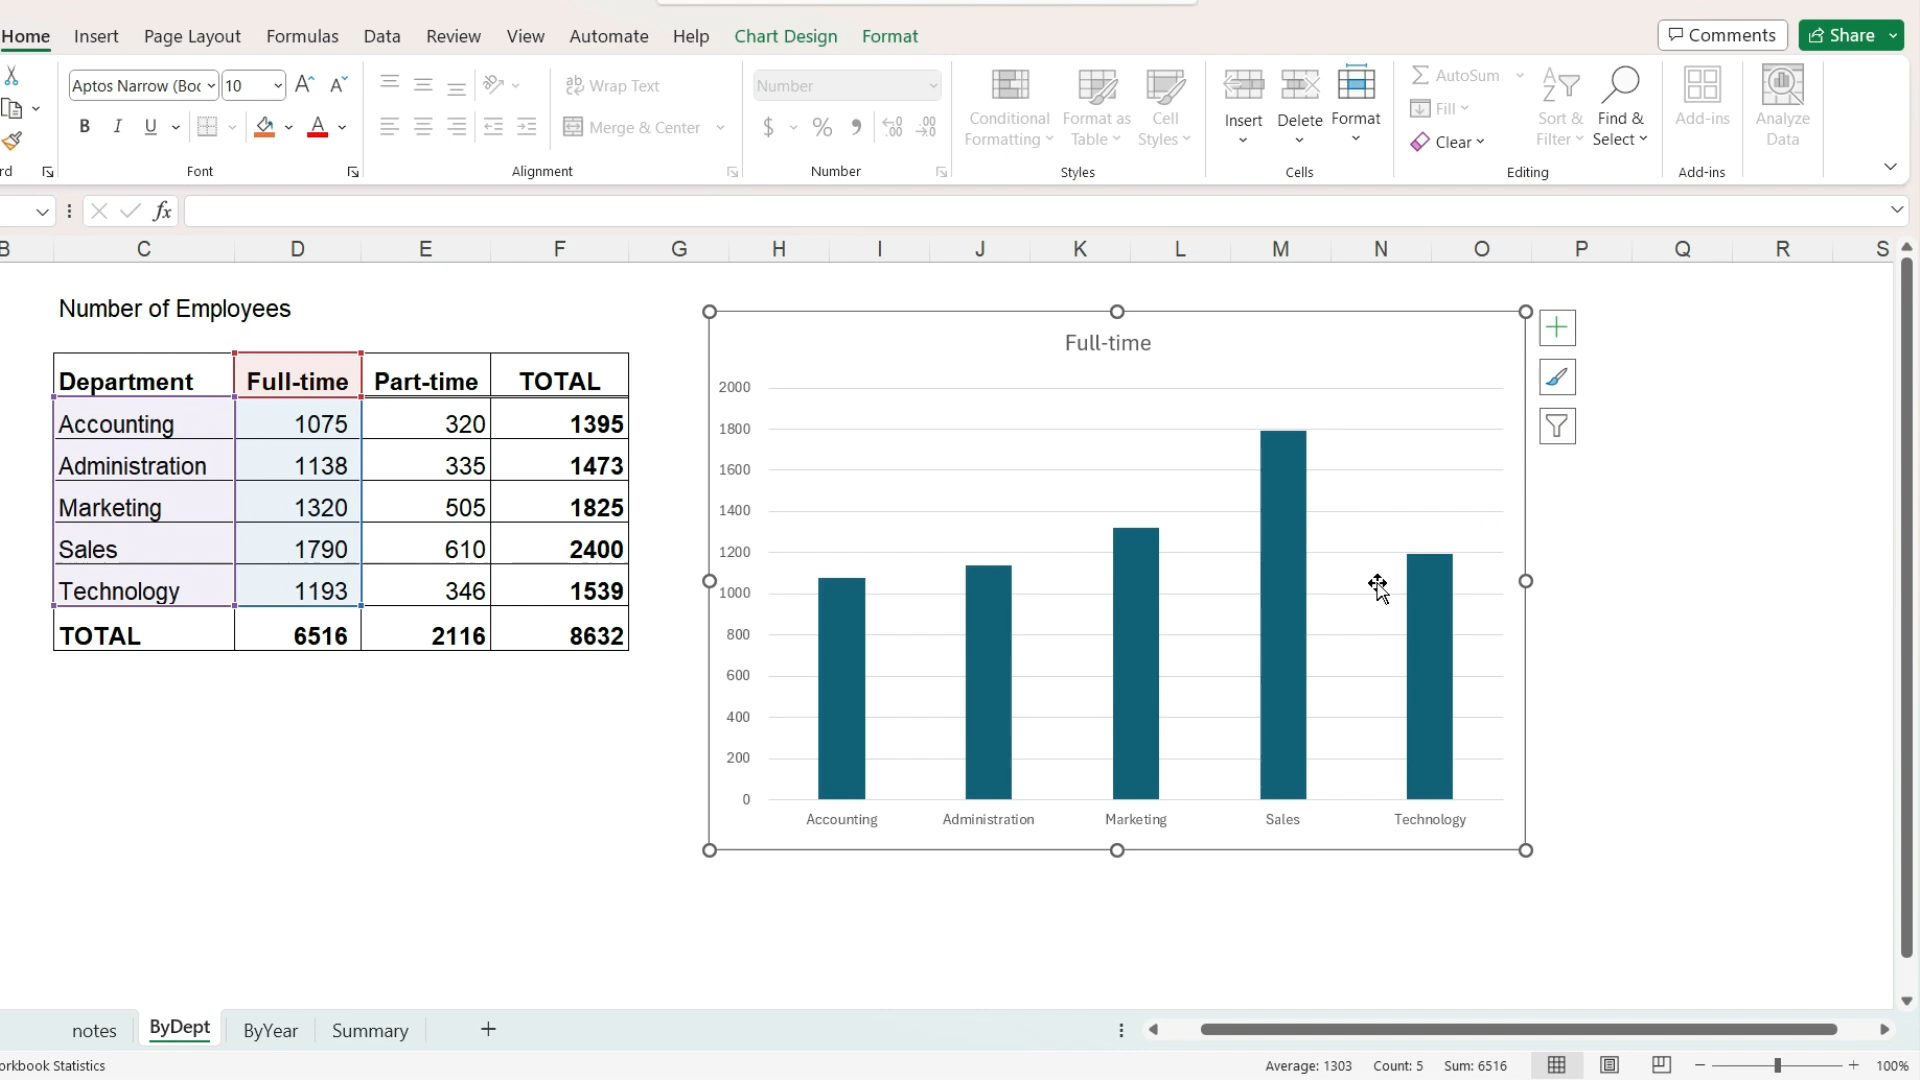 Home Insert Page Layout Formulas Data Review View Automate Help Chart Design Format Comments Share
Aptos Narrow (Boc 10 A^ A˅ Wrap Text Number AutoSum
B I U A Merge & Center $ % , Conditional Formatting Format as Table Cell Styles Insert Delete Format Fill Clear Sort & Filter Find & Select Add-ins Analyze Data
rd Font Alignment Number Styles Cells Editing Add-ins
fx
B C D E F G H I J K L M N O P Q R S
Number of Employees
Department Full-time Part-time TOTAL
Accounting 1075 320 1395
Administration 1138 335 1473
Marketing 1320 505 1825
Sales 1790 610 2400
Technology 1193 346 1539
TOTAL 6516 2116 8632
Full-time
2000
1800
1600
1400
1200
1000
800
600
400
200
0
Accounting Administration Marketing Sales Technology
notes ByDept ByYear Summary +
orkbook Statistics Average: 1303 Count: 5 Sum: 6516 100%